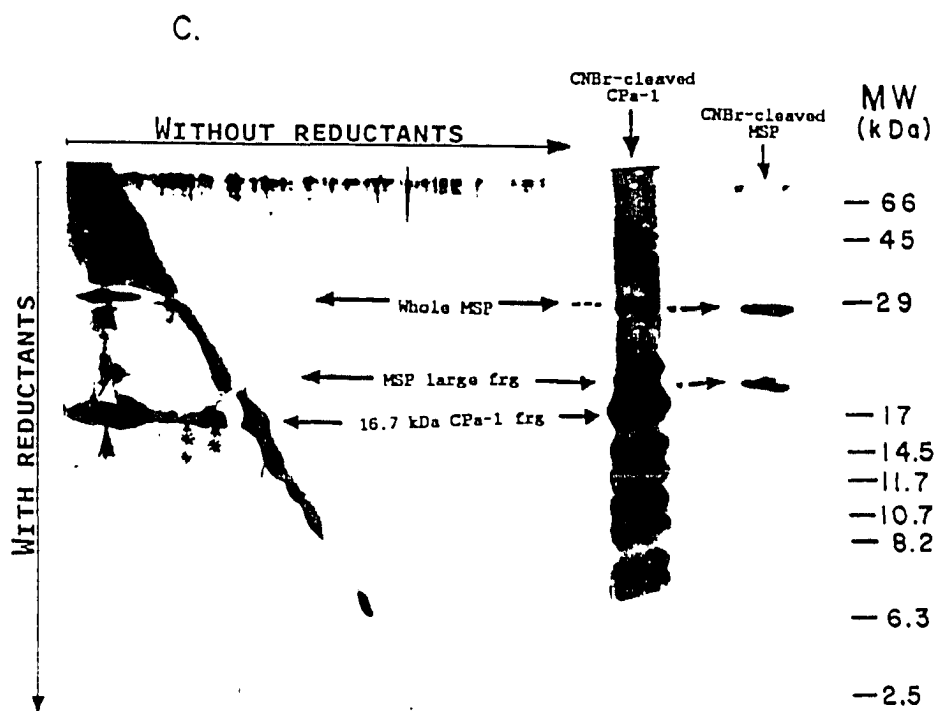 C.
CNBr-cleaved
CPa-1
MW
(kDa)
WITHOUT REDUCTANTS
CNBr-cleaved
MSP
66
45
WITH REDUCTANTS
Whole MSP
29
MSP large frg
16.7 kDa CPa-1 frg
17
14.5
11.7
10.7
8.2
6.3
2.5